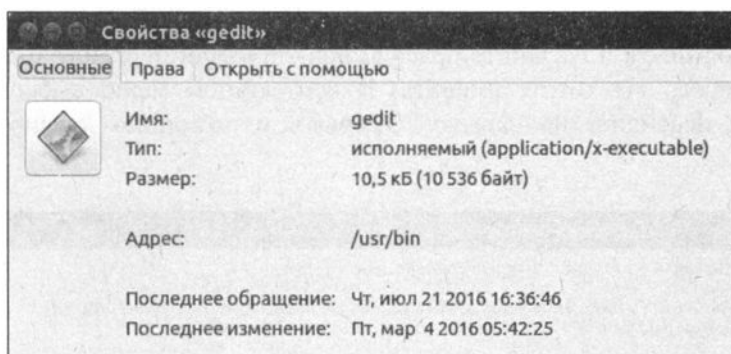 Свойства «gedit»
Основные Права Открыть с помощью
Имя: gedit
Тип: исполняемый (application/x-executable)
Размер: 10,5 кБ (10 536 байт)
Адрес: /usr/bin
Последнее обращение: Чт, июл 21 2016 16:36:46
Последнее изменение: Пт, мар 4 2016 05:42:25